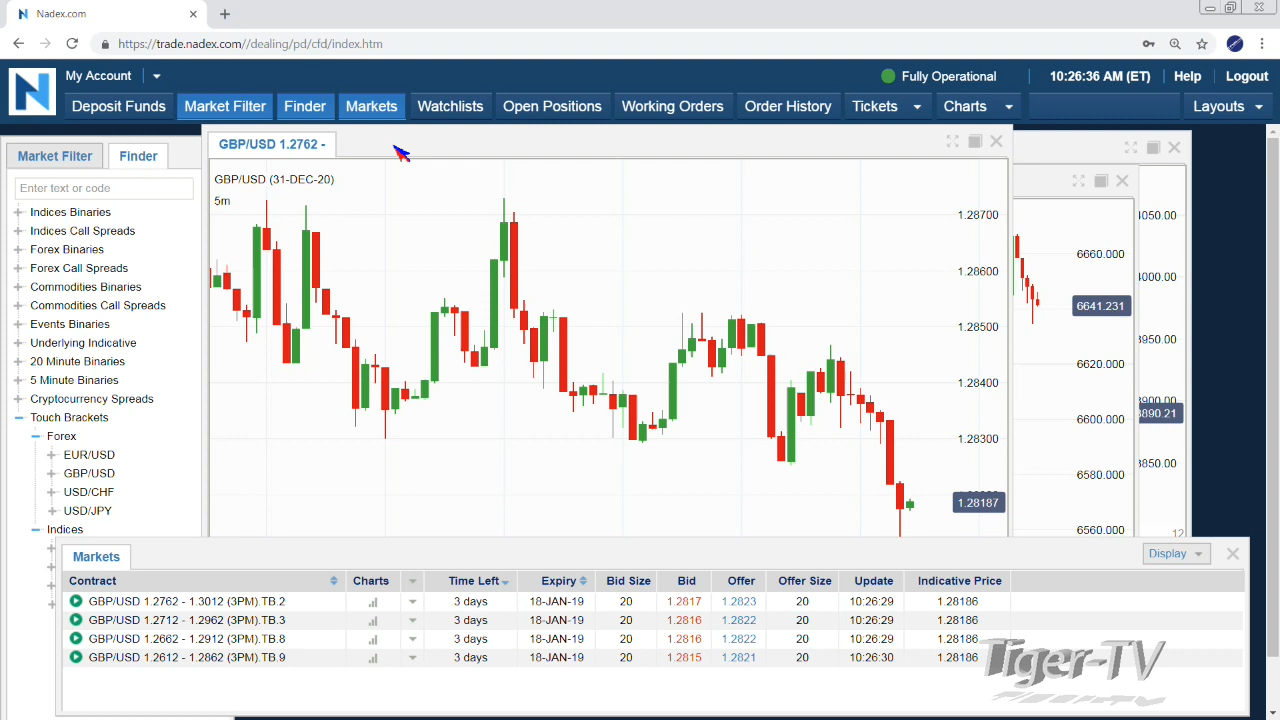 Nadex.com
https://trade.nadex.com//dealing/pd/cfd/index.htm
My Account
Fully Operational
10:26:36 AM (ET)
Help
Logout
Deposit Funds
Market Filter
Finder
Markets
Watchlists
Open Positions
Working Orders
Order History
Tickets
Charts
Layouts
Market Filter
Finder
Enter text or code
Indices Binaries
Indices Call Spreads
Forex Binaries
Forex Call Spreads
Commodities Binaries
Commodities Call Spreads
Events Binaries
Underlying Indicative
20 Minute Binaries
5 Minute Binaries
Cryptocurrency Spreads
Touch Brackets
Forex
EUR/USD
GBP/USD
USD/CHF
USD/JPY
Indices
GBP/USD 1.2762 -
GBP/USD (31-DEC-20)
5m
1.28700
1.28600
1.28500
1.28400
1.28300
1.28187
6660.000
6641.231
6620.000
6600.000
6580.000
6560.000
4050.00
4000.00
3950.00
3890.21
3850.00
12
Markets
Display
Contract Charts Time Left Expiry Bid Size Bid Offer Offer Size Update Indicative Price
GBP/USD 1.2762 - 1.3012 (3PM).TB.2 3 days 18-JAN-19 20 1.2817 1.2823 20 10:26:29 1.28186
GBP/USD 1.2712 - 1.2962 (3PM).TB.3 3 days 18-JAN-19 20 1.2816 1.2822 20 10:26:29 1.28186
GBP/USD 1.2662 - 1.2912 (3PM).TB.8 3 days 18-JAN-19 20 1.2816 1.2822 20 10:26:29 1.28186
GBP/USD 1.2612 - 1.2862 (3PM).TB.9 3 days 18-JAN-19 20 1.2815 1.2821 20 10:26:30 1.28186
Tiger-TV